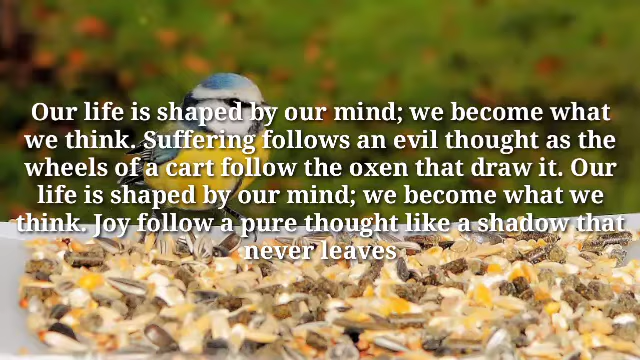 Our life is shaped by our mind; we become what
we think. Suffering follows an evil thought as the
wheels of a cart follow the oxen that draw it. Our
life is shaped by our mind; we become what we
think. Joy follow a pure thought like a shadow that
never leaves